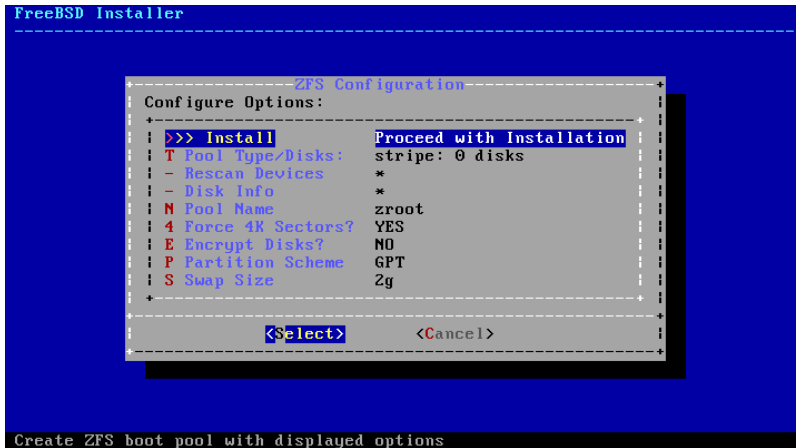 FreeBSD Installer
ZFS Configuration
Configure Options:
>>> Install Proceed with Installation
T Pool Type/Disks: stripe: 0 disks
- Rescan Devices *
- Disk Info *
N Pool Name zroot
4 Force 4K Sectors? YES
E Encrypt Disks? NO
P Partition Scheme GPT
S Swap Size 2g
<Select> <Cancel>
Create ZFS boot pool with displayed options